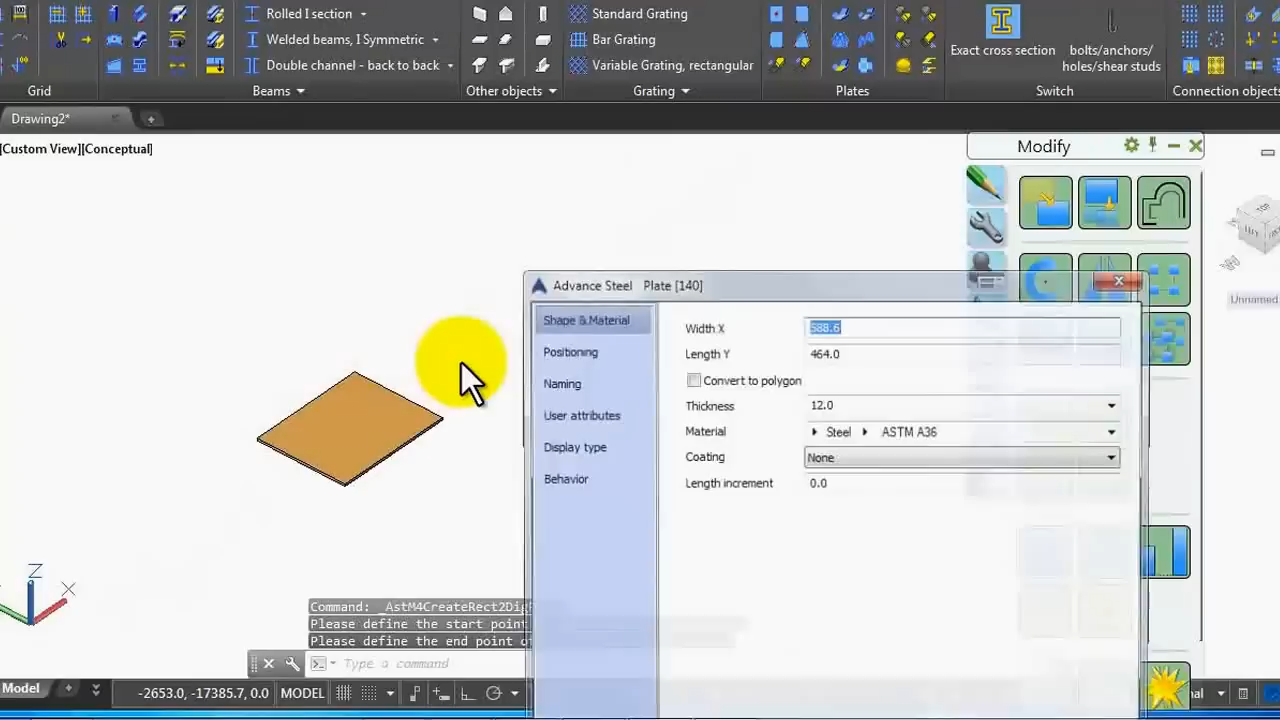 Rolled I section
Standard Grating
Welded beams, I Symmetric
Bar Grating
Exact cross section
bolts/anchors/
holes/shear studs
Double channel - back to back
Variable Grating, rectangular
Grid
Beams
Other objects
Grating
Plates
Switch
Connection objects
Drawing2*
[Custom View][Conceptual]
Modify
TOP
Unnamed
Advance Steel Plate [140]
Shape & Material
Width X
588.6
Length Y
464.0
Positioning
Convert to polygon
Naming
Thickness
12.0
User attributes
Material
Steel
ASTM A36
Display type
Coating
None
Behavior
Length increment
0.0
Z
X
Command: _AstM4CreateRect2Dig
Please define the start point
Please define the end point o
Type a command
Model
-2653.0, -17385.7, 0.0
MODEL
nal